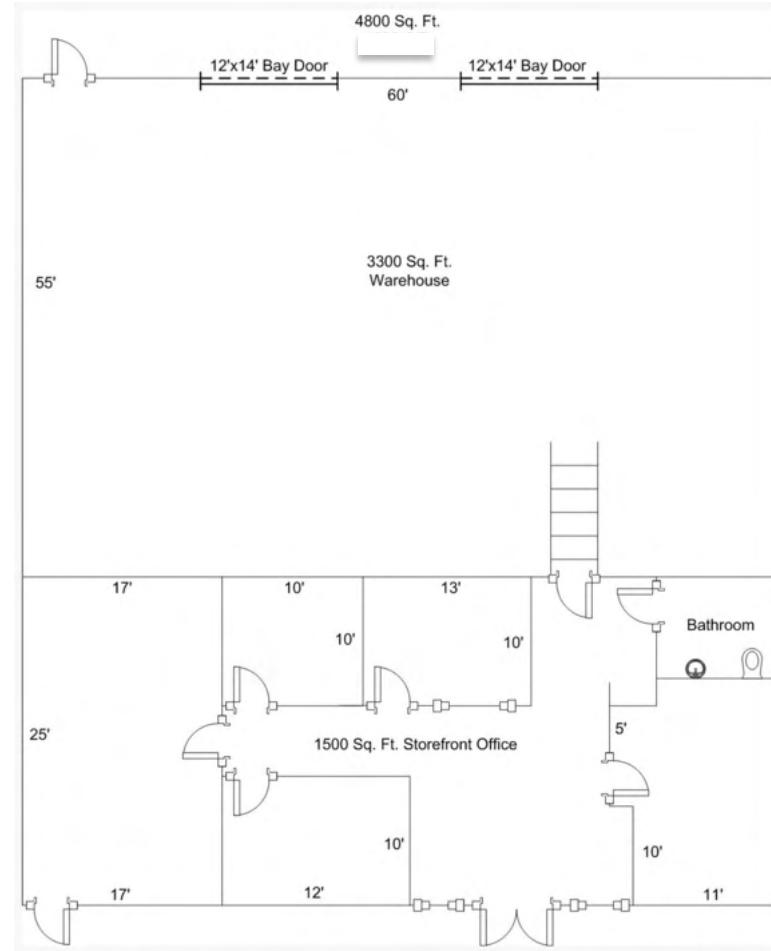 4800 Sq. Ft.
12'x14' Bay Door
12'x14' Bay Door
60'
3300 Sq. Ft.
Warehouse
55'
17'
10'
13'
10'
10'
Bathroom
25'
1500 Sq. Ft. Storefront Office
5'
10'
10'
17'
12'
11'